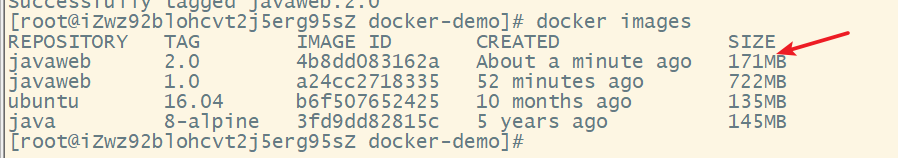 Successfully tagged javaweb:2.0
[root@iZwz92blohcvt2j5erg95sZ docker-demo]# docker images
REPOSITORY TAG IMAGE ID CREATED SIZE
javaweb 2.0 4b8dd083162a About a minute ago 171MB
javaweb 1.0 a24cc2718335 52 minutes ago 722MB
ubuntu 16.04 b6f507652425 10 months ago 135MB
java 8-alpine 3fd9dd82815c 5 years ago 145MB
[root@iZwz92blohcvt2j5erg95sZ docker-demo]#